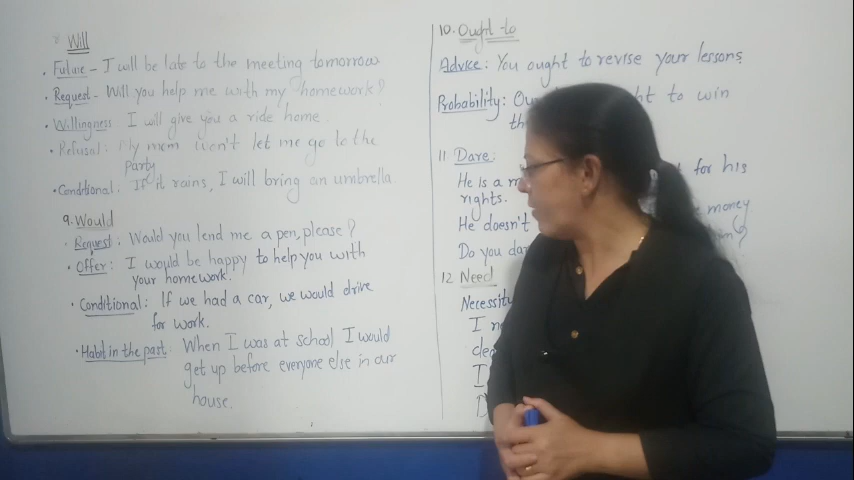 8. Will
• Future - I will be late to the meeting tomorrow
• Request - Will you help me with my homework?
• Willingness I will give you a ride home.
• Refusal: My mom won't let me go to the
party
• Conditional: If it rains, I will bring an umbrella
9. Would
• Request: Would you lend me a pen, please?
• Offer: I would be happy to help you with
your homework.
• Conditional: If we had a car, we would drive
for work.
• Habit in the past: When I was at school I would
get up before everyone else in our
house.
10. Ought to
Advice: You ought to revise your lessons
Probability: to win
11 Dare:
He is a for his
rights.
He doesn't money
Do you
12 Need
I
I